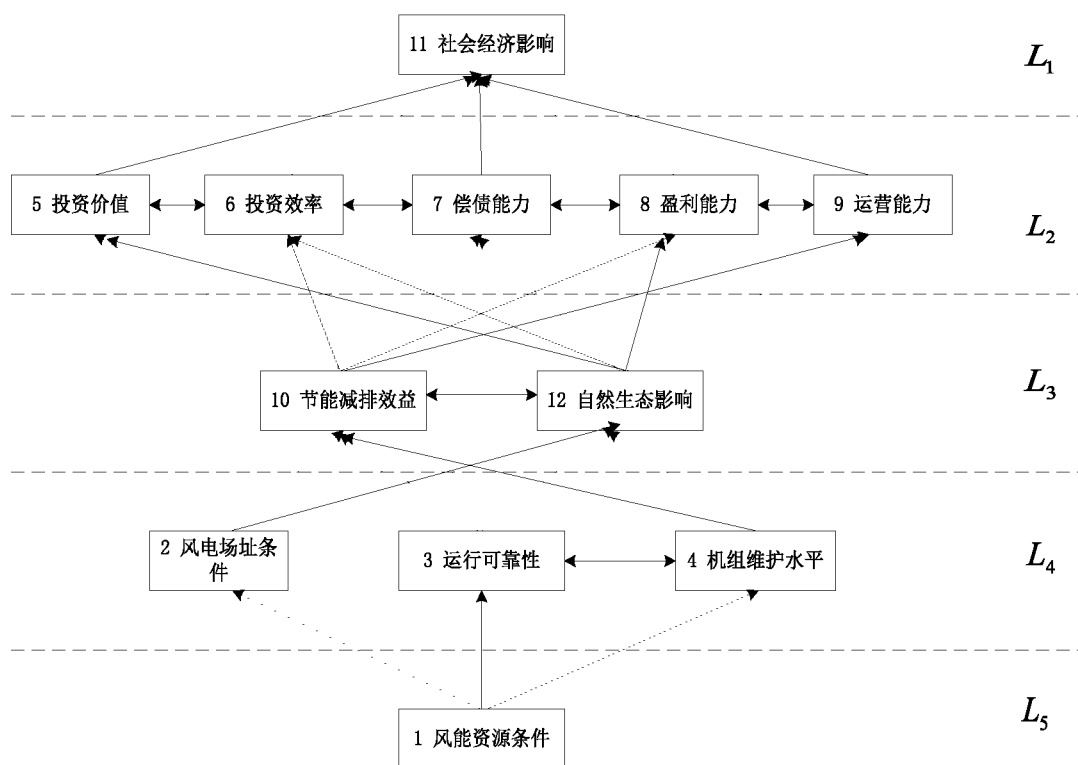 11 社会经济影响
L₁
5 投资价值
6 投资效率
7 偿债能力
8 盈利能力
9 运营能力
L₂
10 节能减排效益
12 自然生态影响
L₃
2 风电场址条
件
3 运行可靠性
4 机组维护水平
L₄
1 风能资源条件
L₅